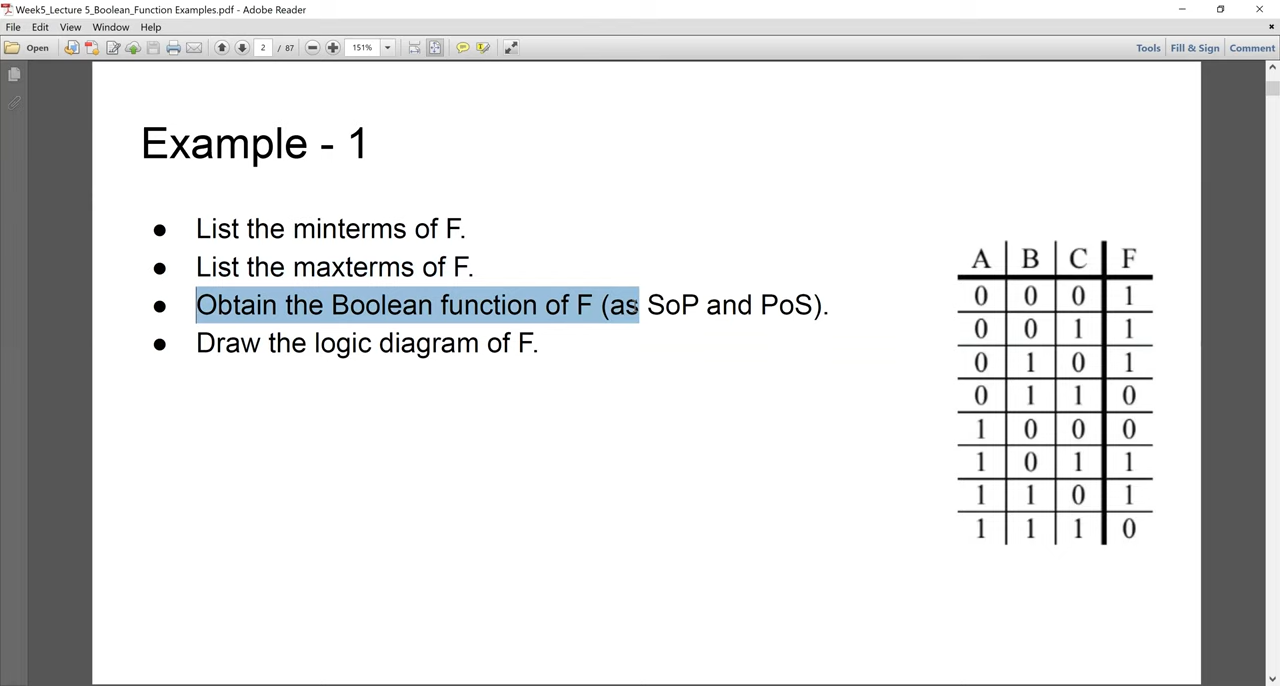 Week5_Lecture 5_Boolean_Function Examples.pdf - Adobe Reader
File Edit View Window Help
Open 2 / 87 151% Tools Fill & Sign Comment
Example - 1
● List the minterms of F.
● List the maxterms of F.
● Obtain the Boolean function of F (as SoP and PoS).
● Draw the logic diagram of F.
A B C F
0 0 0 1
0 0 1 1
0 1 0 1
0 1 1 0
1 0 0 0
1 0 1 1
1 1 0 1
1 1 1 0